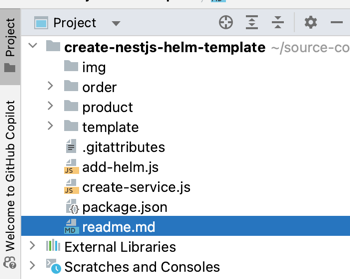 Project
Project
create-nestjs-helm-template ~/source-co
img
order
product
template
.gitattributes
add-helm.js
create-service.js
package.json
readme.md
External Libraries
Scratches and Consoles
Welcome to GitHub Copilot